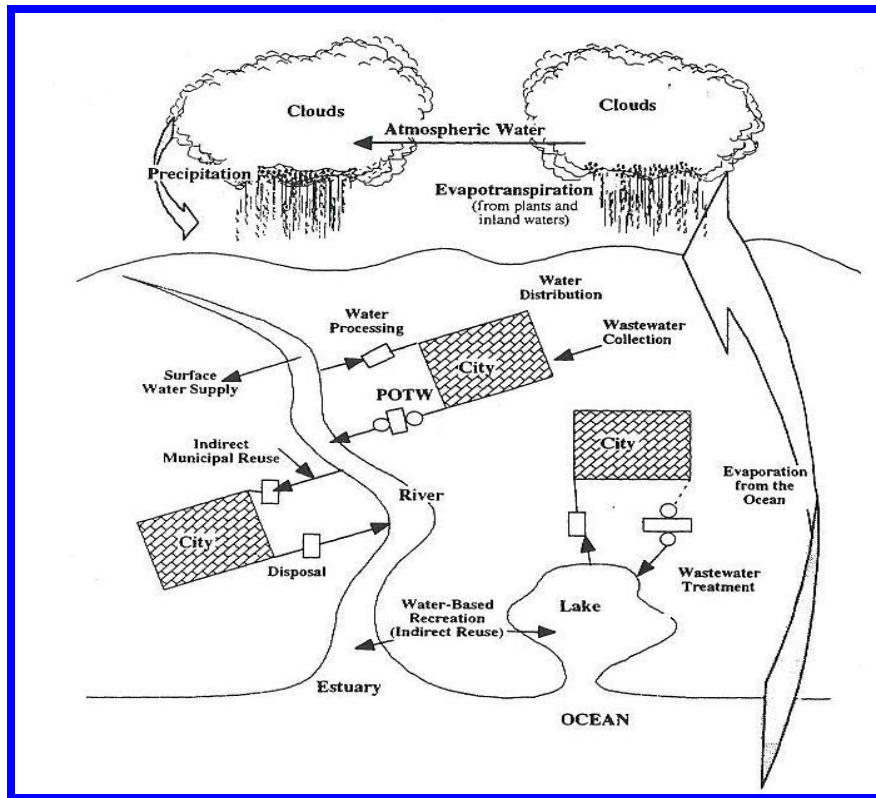 Clouds
Clouds
Atmospheric Water
Precipitation
Evapotranspiration
(from plants and
inland waters)
Water
Distribution
Water
Processing
Wastewater
Collection
City
Surface
Water Supply
POTW
City
Indirect
Municipal Reuse
Evaporation
from the
Ocean
River
City
Disposal
Wastewater
Treatment
Water-Based
Recreation
(Indirect Reuse)
Lake
Estuary
OCEAN